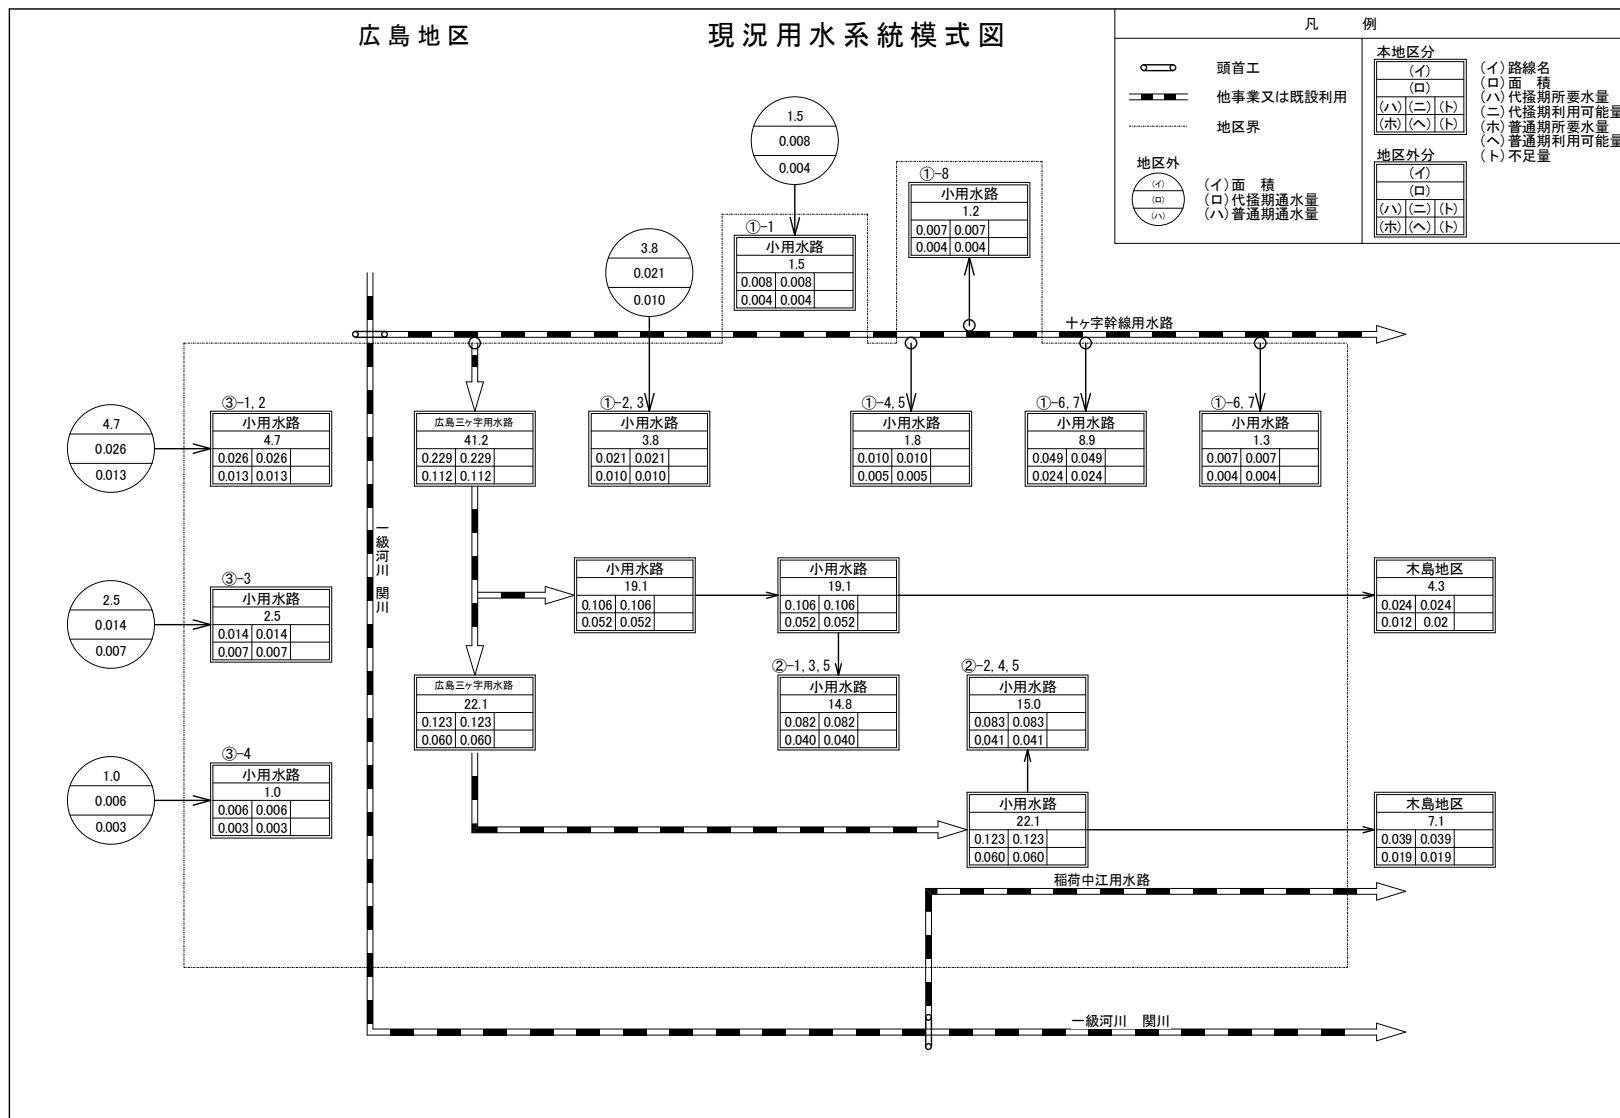 広島地区
現況用水系統模式図
凡 例
頭首工
他事業又は既設利用
地区界
地区外
(イ)
(ロ)
(ハ)
(イ)面 積
(ロ)代掻期通水量
(ハ)普通期通水量
本地区分
(イ)
(ロ)
(ハ) (ニ) (ト)
(ホ) (ヘ) (ト)
地区外分
(イ)
(ロ)
(ハ) (ニ) (ト)
(ホ) (ヘ) (ト)
(イ)路線名
(ロ)面 積
(ハ)代掻期所要水量
(ニ)代掻期利用可能量
(ホ)普通期所要水量
(ヘ)普通期利用可能量
(ト)不足量
1.5
0.008
0.004
①-1
小用水路
1.5
0.008 0.008
0.004 0.004
①-8
小用水路
1.2
0.007 0.007
0.004 0.004
3.8
0.021
0.010
十ヶ字幹線用水路
4.7
0.026
0.013
③-1,2
小用水路
4.7
0.026 0.026
0.013 0.013
広島三ヶ字用水路
41.2
0.229 0.229
0.112 0.112
①-2,3
小用水路
3.8
0.021 0.021
0.010 0.010
①-4,5
小用水路
1.8
0.010 0.010
0.005 0.005
①-6,7
小用水路
8.9
0.049 0.049
0.024 0.024
①-6,7
小用水路
1.3
0.007 0.007
0.004 0.004
一級河川 関川
2.5
0.014
0.007
③-3
小用水路
2.5
0.014 0.014
0.007 0.007
小用水路
19.1
0.106 0.106
0.052 0.052
小用水路
19.1
0.106 0.106
0.052 0.052
木島地区
4.3
0.024 0.024
0.012 0.02
広島三ヶ字用水路
22.1
0.123 0.123
0.060 0.060
②-1,3,5
小用水路
14.8
0.082 0.082
0.040 0.040
②-2,4,5
小用水路
15.0
0.083 0.083
0.041 0.041
1.0
0.006
0.003
③-4
小用水路
1.0
0.006 0.006
0.003 0.003
小用水路
22.1
0.123 0.123
0.060 0.060
木島地区
7.1
0.039 0.039
0.019 0.019
稲荷中江用水路
一級河川 関川